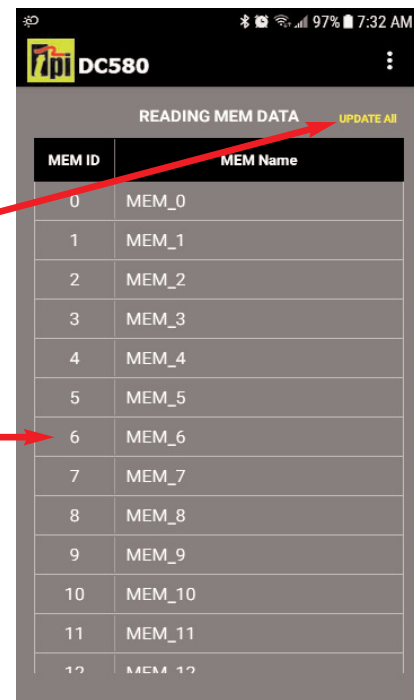 97% 7:32 AM
tpi DC580
READING MEM DATA UPDATE All
MEM ID MEM Name
0 MEM_0
1 MEM_1
2 MEM_2
3 MEM_3
4 MEM_4
5 MEM_5
6 MEM_6
7 MEM_7
8 MEM_8
9 MEM_9
10 MEM_10
11 MEM_11
12 MEM_12